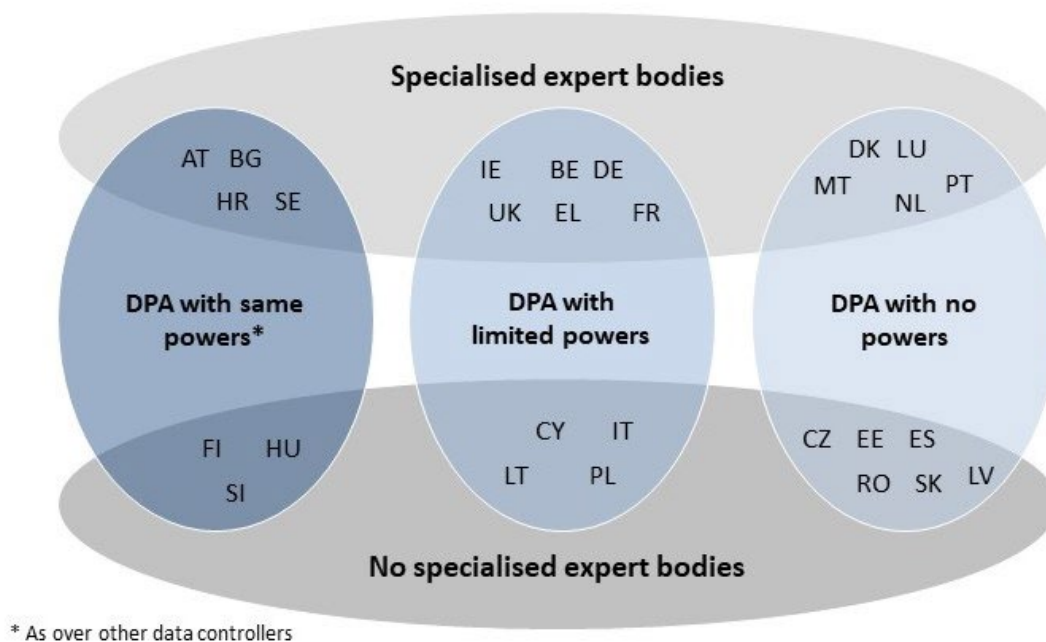 Specialised expert bodies
AT BG
HR SE
IE BE DE
UK EL FR
DK LU
MT PT
NL
DPA with same
powers*
DPA with
limited powers
DPA with no
powers
FI HU
SI
CY IT
LT PL
CZ EE ES
RO SK LV
No specialised expert bodies
* As over other data controllers